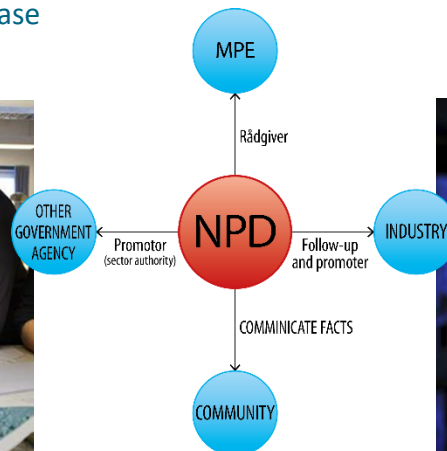 ase
MPE
Rådgiver
OTHER
GOVERNMENT
AGENCY
Promotor
(sector authority)
NPD
Follow-up
and promoter
INDUSTRY
COMMINICATE FACTS
COMMUNITY